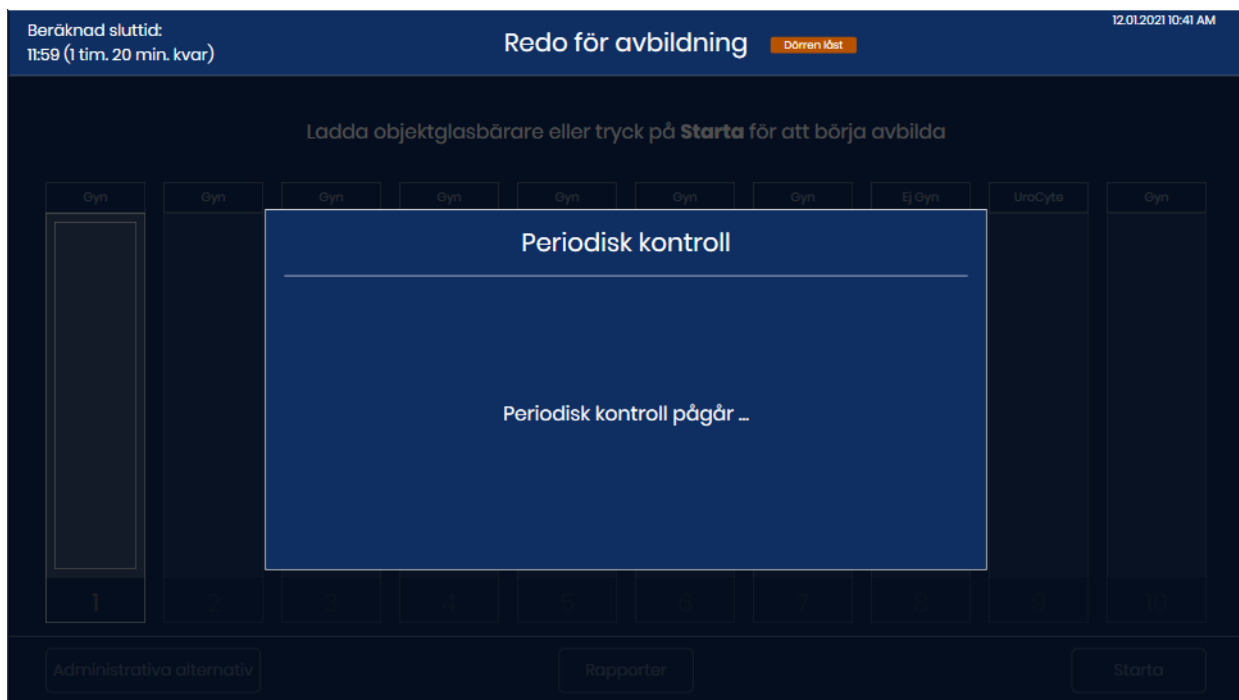 Beräknad sluttid:
11:59 (1 tim. 20 min. kvar)
Redo för avbildning
Dörren låst
12.01.2021 10:41 AM
Ladda objektglasbärare eller tryck på Starta för att börja avbilda
Gyn Gyn Gyn Gyn Gyn Gyn Gyn Ej Gyn UroCyte Gyn
Periodisk kontroll
Periodisk kontroll pågår ...
1 2 3 4 5 6 7 8 9 10
Administrativa alternativ Rapporter Starta